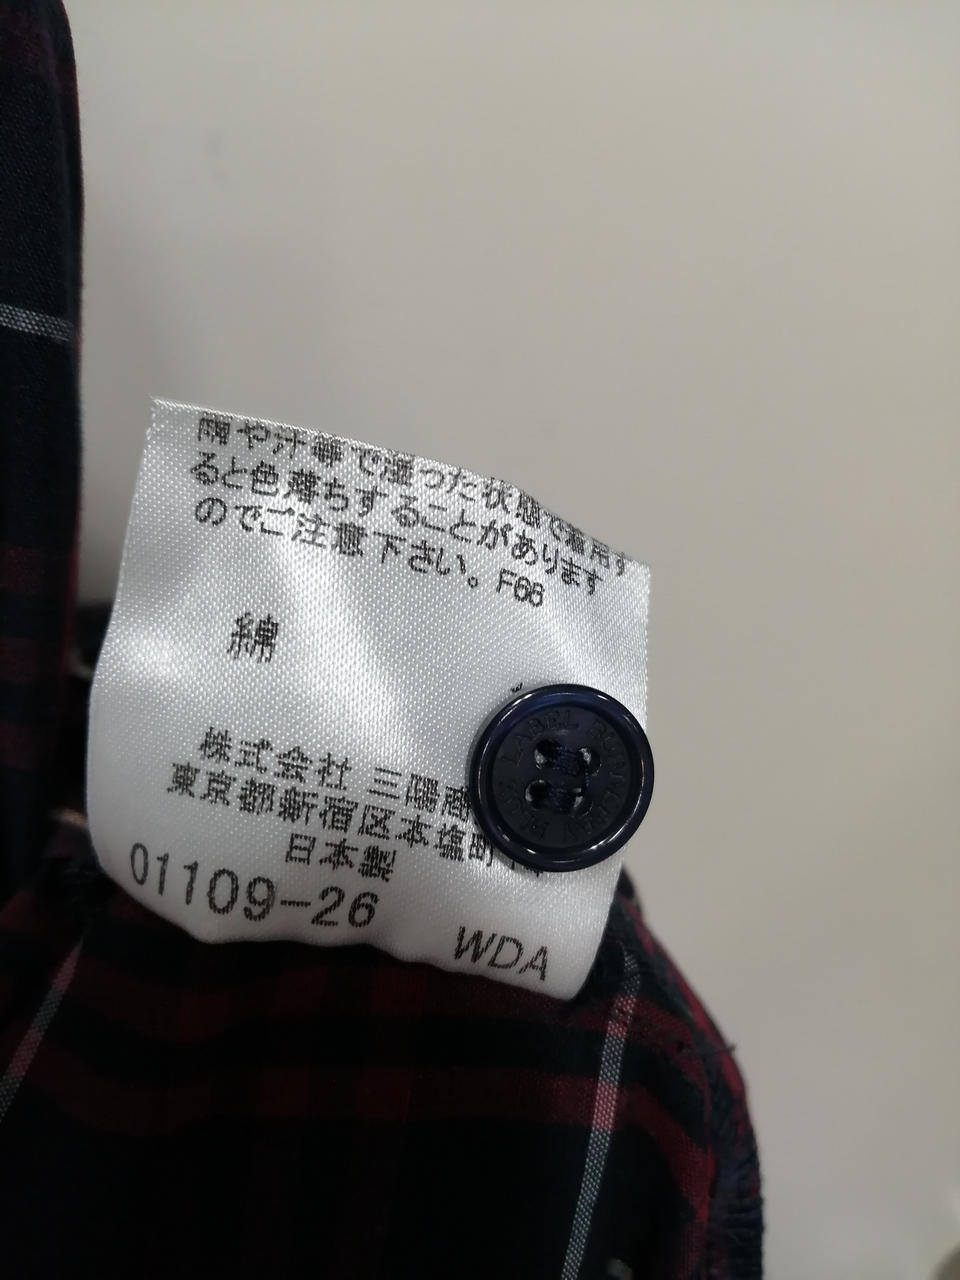 雨や汁等で湿った状態で着用す
ると色落ちすることがあります
のでご注意下さい。F66
綿
株式会社 三陽商
東京都新宿区本塩町
日本製
01109-26
WDA
LABEL